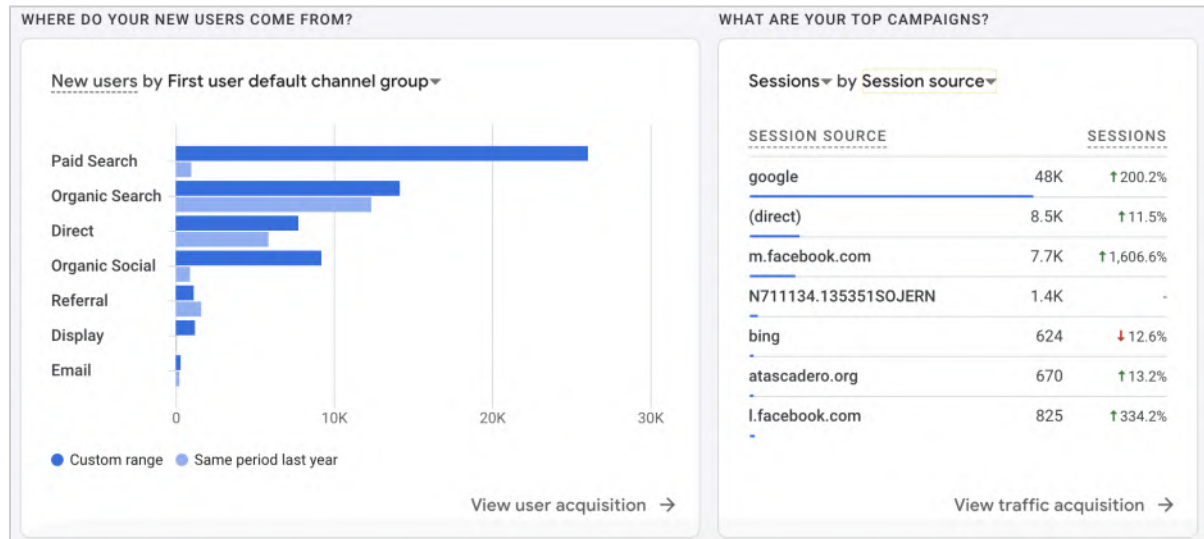 WHERE DO YOUR NEW USERS COME FROM?
New users by First user default channel group
Paid Search
Organic Search
Direct
Organic Social
Referral
Display
Email
0 10K 20K 30K
Custom range Same period last year
View user acquisition →
WHAT ARE YOUR TOP CAMPAIGNS?
Sessions by Session source
SESSION SOURCE SESSIONS
google 48K ↑200.2%
(direct) 8.5K ↑11.5%
m.facebook.com 7.7K ↑1,606.6%
N711134.135351SOJERN 1.4K -
bing 624 ↓12.6%
atascadero.org 670 ↑13.2%
l.facebook.com 825 ↑334.2%
View traffic acquisition →